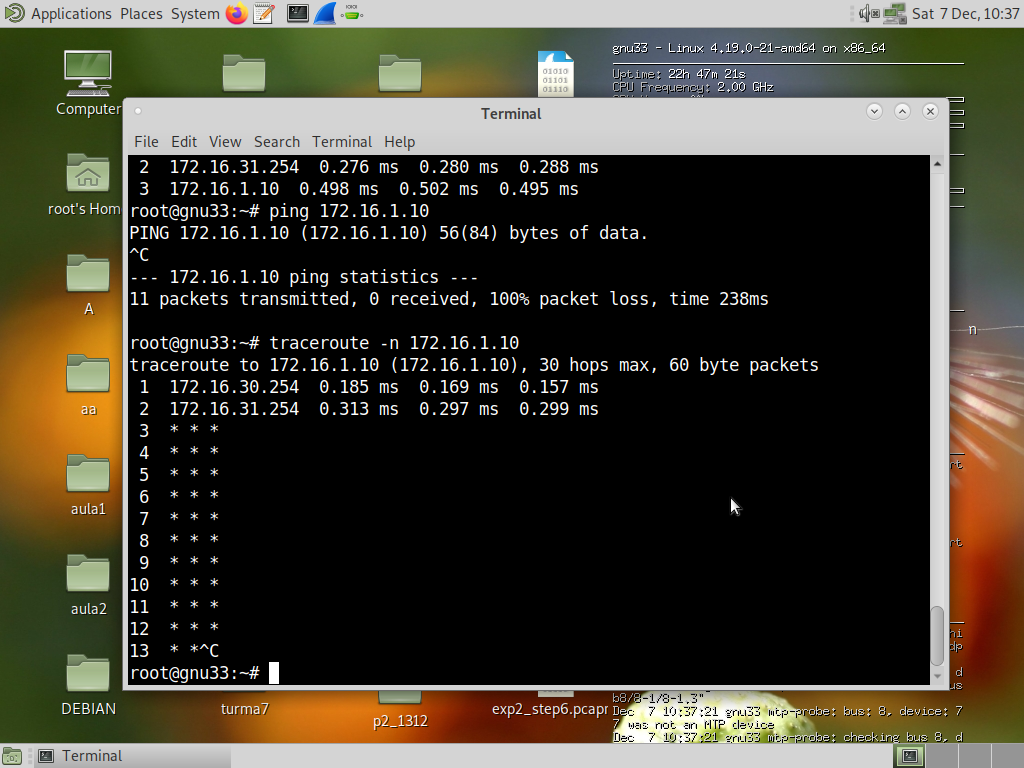 Applications Places System
Sat 7 Dec, 10:37
gnu33 - Linux 4.19.0-21-amd64 on x86_64
Uptime: 22h 47m 21s
CPU Frequency: 2.00 GHz
Computer
root's Hom
A
aa
aula1
aula2
DEBIAN
turma7
p2_1312
exp2_step6.pcapr
01010
01101
01110
Terminal
File Edit View Search Terminal Help
2 172.16.31.254 0.276 ms 0.280 ms 0.288 ms
3 172.16.1.10 0.498 ms 0.502 ms 0.495 ms
root@gnu33:~# ping 172.16.1.10
PING 172.16.1.10 (172.16.1.10) 56(84) bytes of data.
^C
--- 172.16.1.10 ping statistics ---
11 packets transmitted, 0 received, 100% packet loss, time 238ms
root@gnu33:~# traceroute -n 172.16.1.10
traceroute to 172.16.1.10 (172.16.1.10), 30 hops max, 60 byte packets
1 172.16.30.254 0.185 ms 0.169 ms 0.157 ms
2 172.16.31.254 0.313 ms 0.297 ms 0.299 ms
3 * * *
4 * * *
5 * * *
6 * * *
7 * * *
8 * * *
9 * * *
10 * * *
11 * * *
12 * * *
13 * *^C
root@gnu33:~#
n
b8/8-1/8-1.3"
Dec 7 10:37:21 gnu33 mtp-probe: bus: 8, device: 7
7 was not an MTP device
Dec 7 10:37:21 gnu33 mtp-probe: checking bus 8, d
Terminal